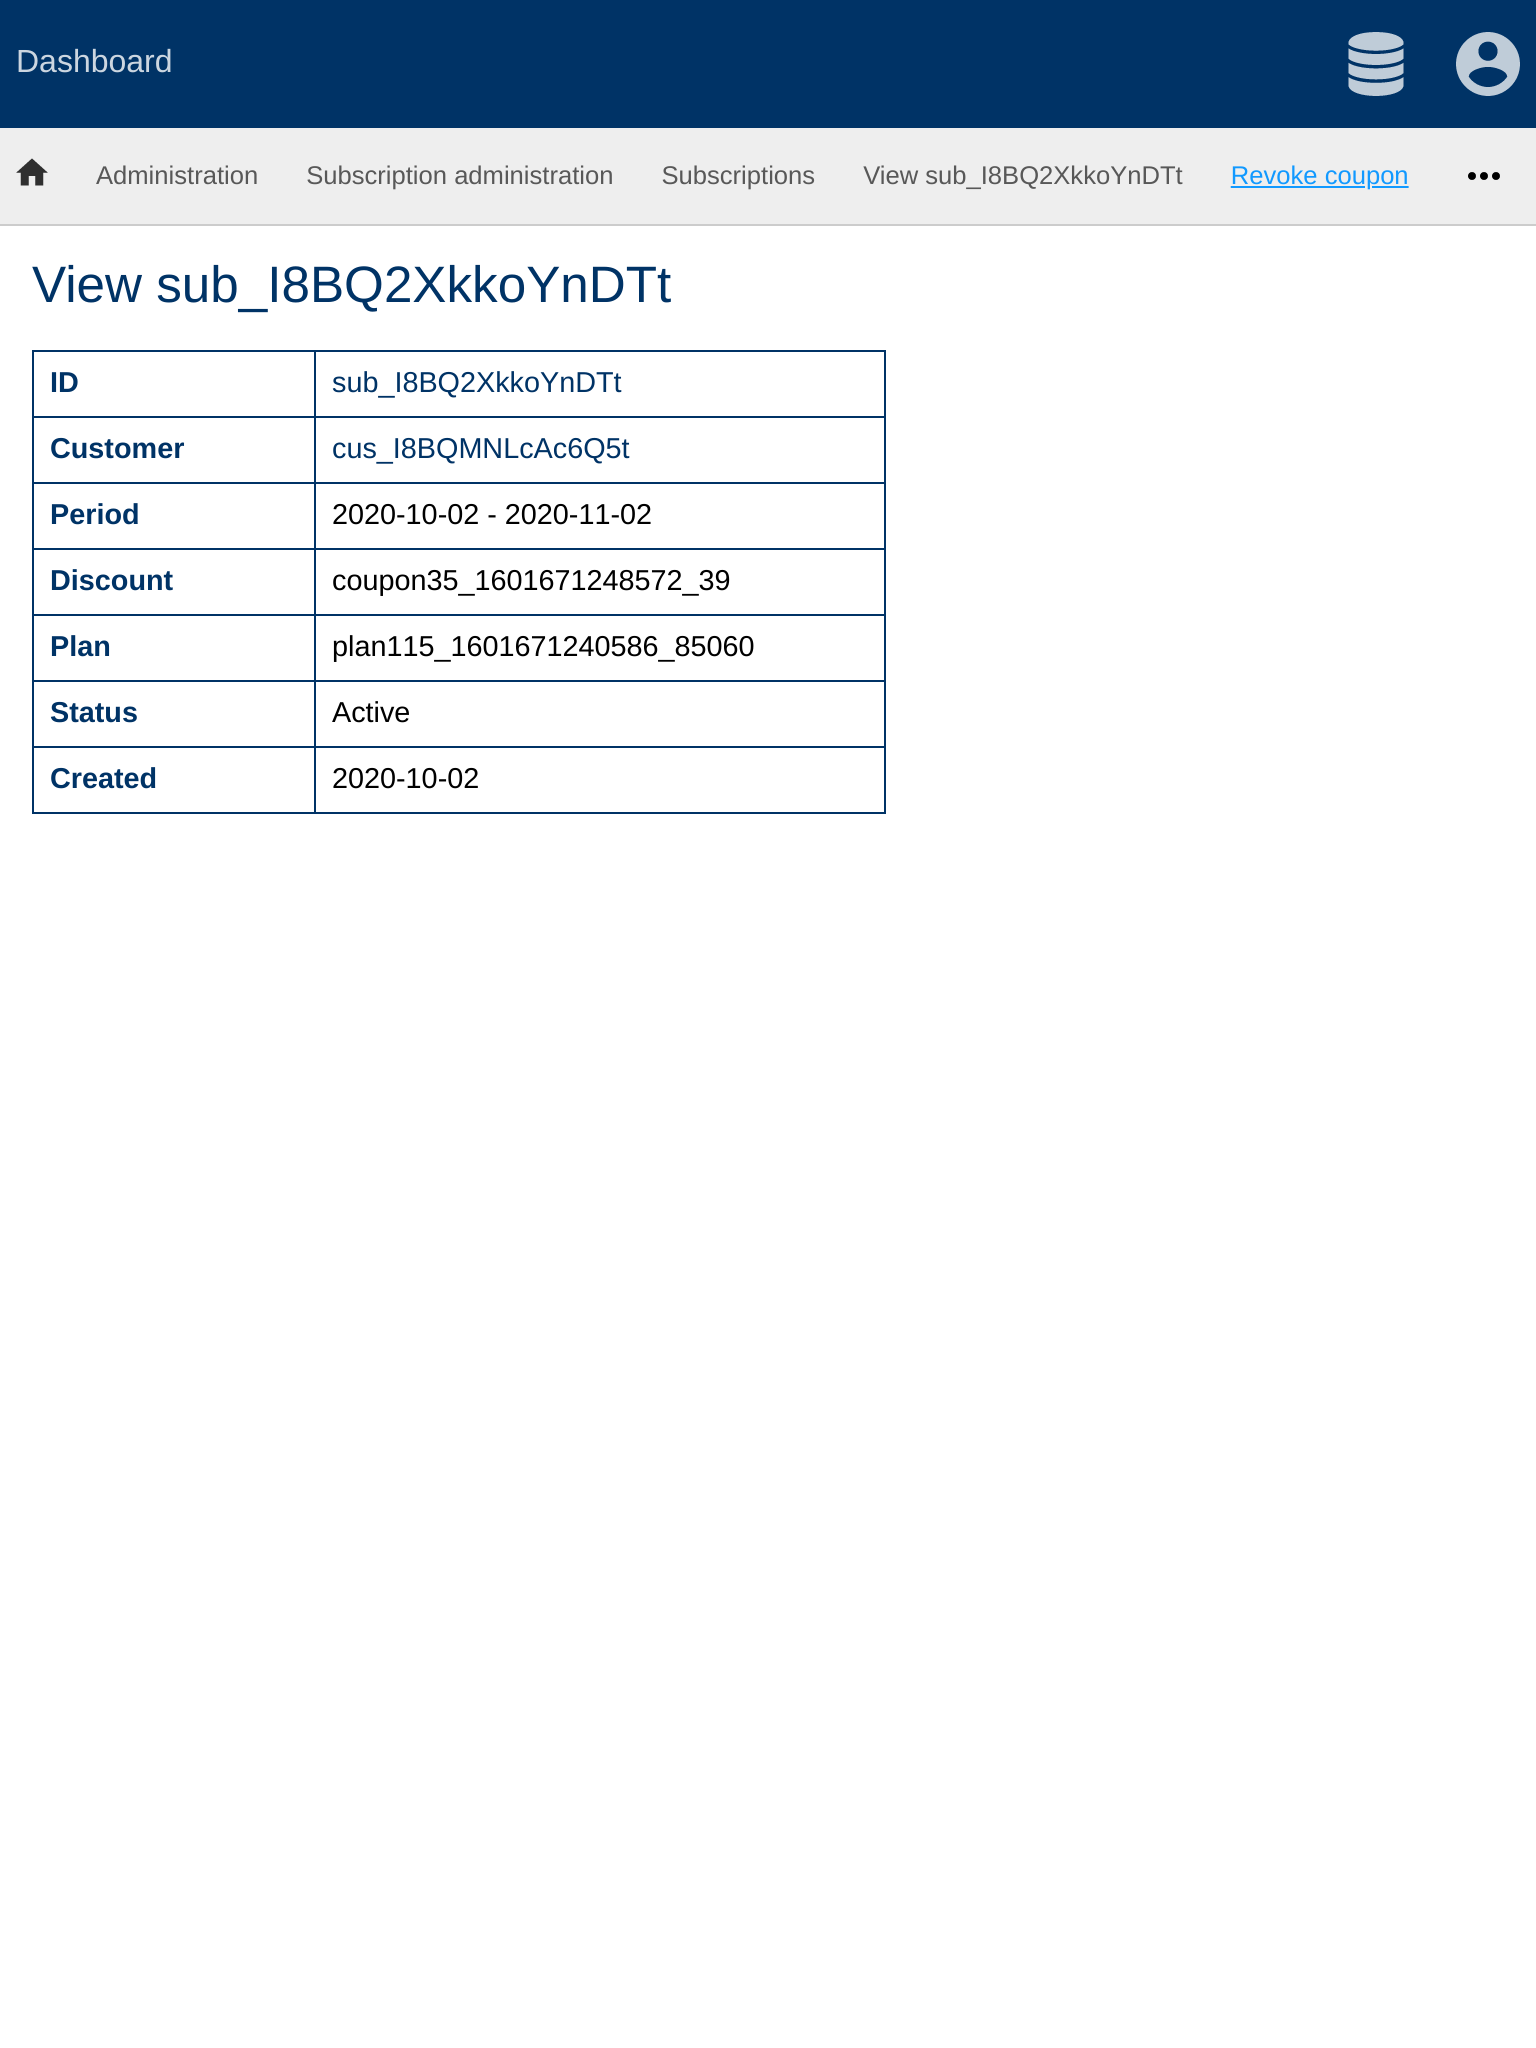 Dashboard
Administration Subscription administration Subscriptions View sub_I8BQ2XkkoYnDTt Revoke coupon
View sub_I8BQ2XkkoYnDTt
ID sub_I8BQ2XkkoYnDTt
Customer cus_I8BQMNLcAc6Q5t
Period 2020-10-02 - 2020-11-02
Discount coupon35_1601671248572_39
Plan plan115_1601671240586_85060
Status Active
Created 2020-10-02